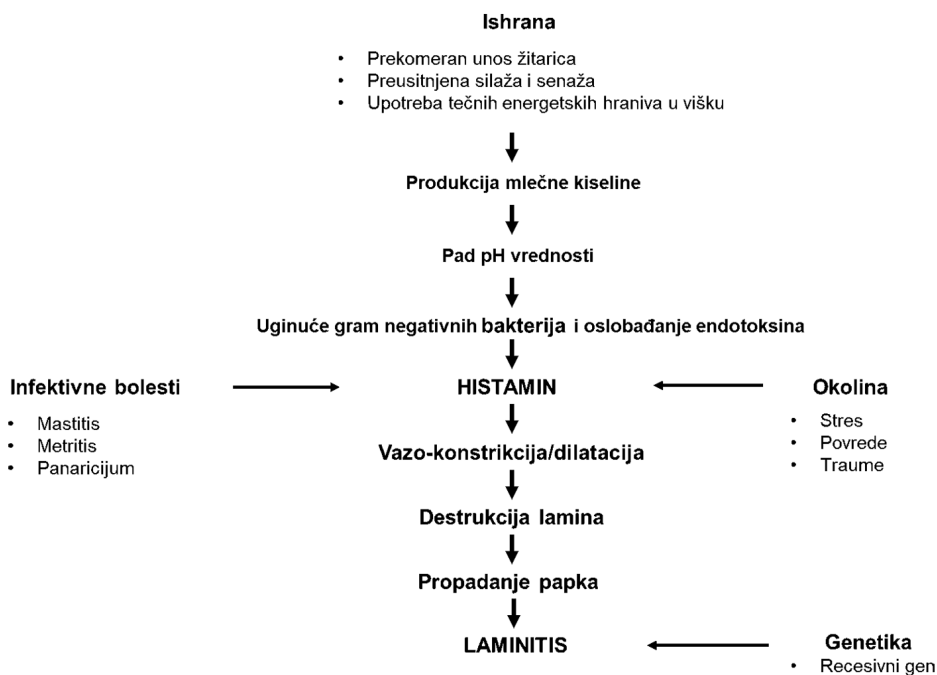 Ishrana
• Prekomeran unos žitarica
• Preusitnjena silaža i senaža
• Upotreba tečnih energetskih hraniva u višku
Produkcija mlečne kiseline
Pad pH vrednosti
Uginuće gram negativnih bakterija i oslobađanje endotoksina
Infektivne bolesti
• Mastitis
• Metritis
• Panaricijum
HISTAMIN
Okolina
• Stres
• Povrede
• Traume
Vazo-konstrikcija/dilatacija
Destrukcija lamina
Propadanje papka
LAMINITIS
Genetika
• Recesivni gen